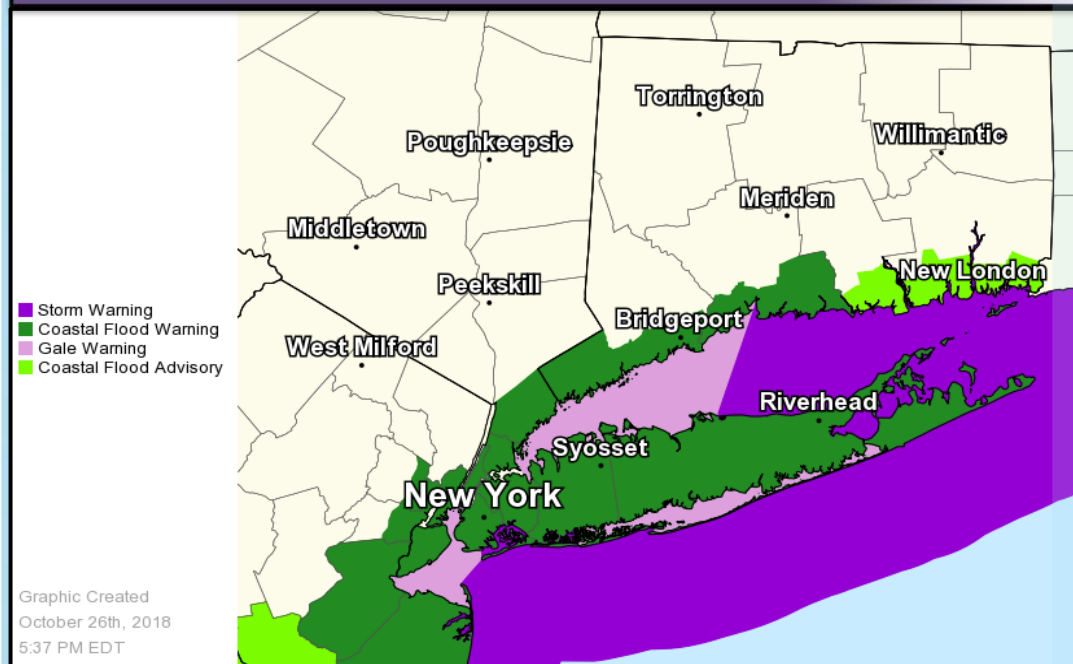 Torrington
Poughkeepsie
Willimantic
Meriden
Middletown
New London
Peekskill
Storm Warning
Coastal Flood Warning
Gale Warning
Coastal Flood Advisory
Bridgeport
West Milford
Riverhead
Syosset
New York
Graphic Created
October 26th, 2018
5:37 PM EDT